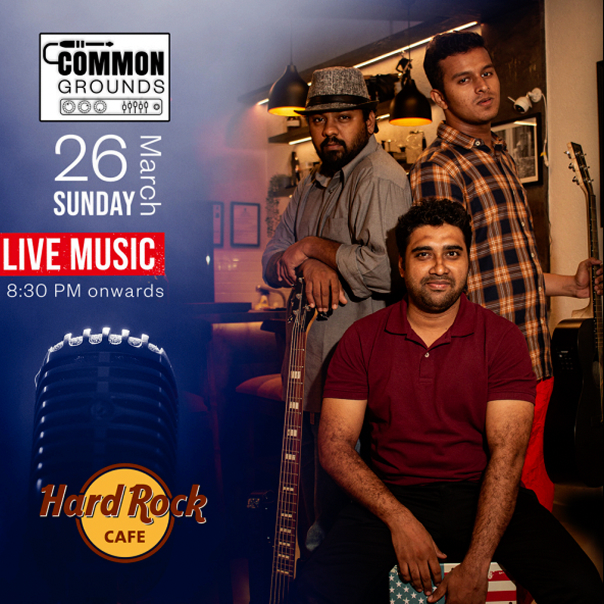 COMMON
GROUNDS
26
March
SUNDAY
LIVE MUSIC
8:30 PM onwards
Hard Rock
CAFE